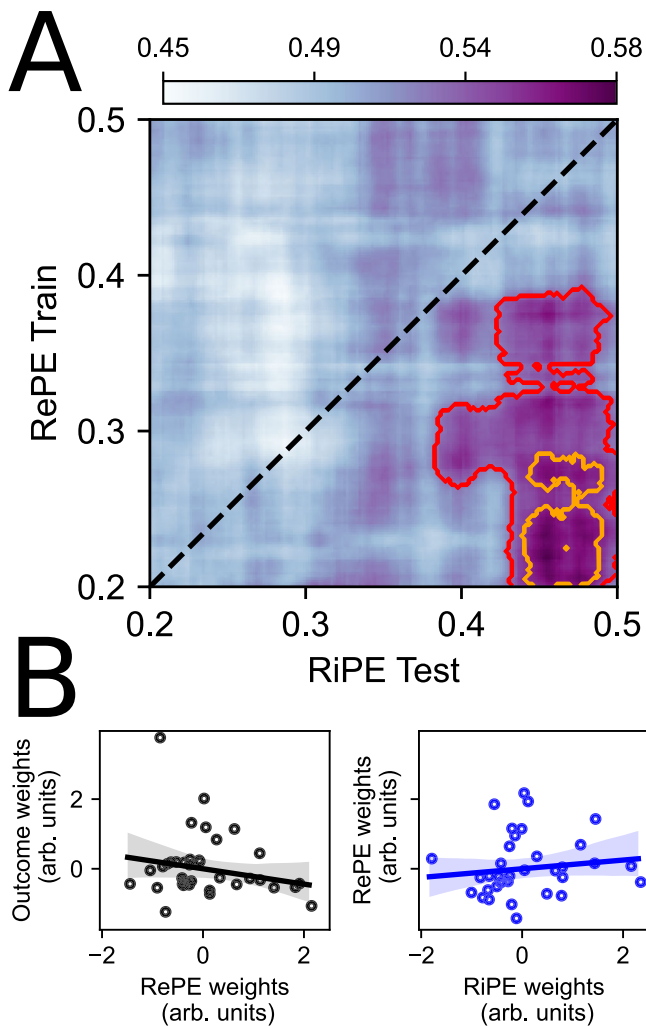 A
0.45 0.49 0.54 0.58
0.5
0.4
0.3
0.2
RePE Train
0.2 0.3 0.4 0.5
RiPE Test
B
Outcome weights
(arb. units)
2
0
−2 0 2
RePE weights
(arb. units)
RePE weights
(arb. units)
2
0
−2 0 2
RiPE weights
(arb. units)